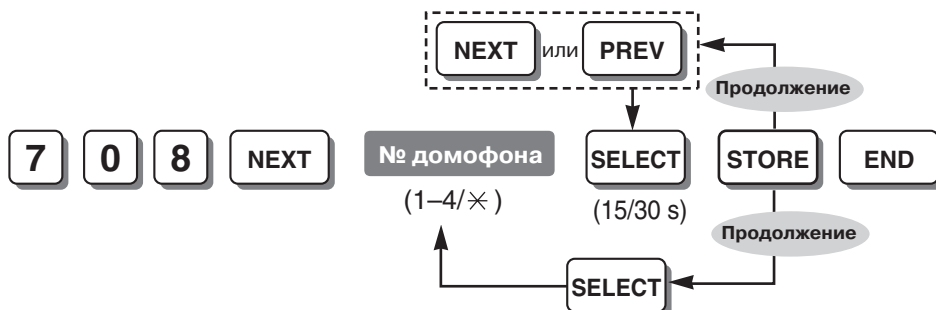 NEXT или PREV
Продолжение
7 0 8 NEXT № домофона SELECT STORE END
(1–4/✳) (15/30 s)
Продолжение
SELECT